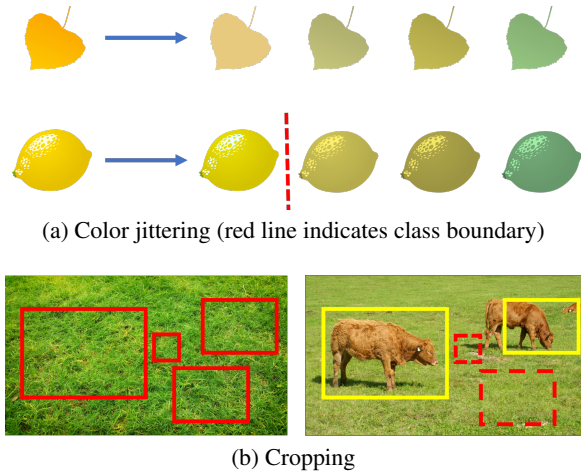 (a) Color jittering (red line indicates class boundary)
(b) Cropping